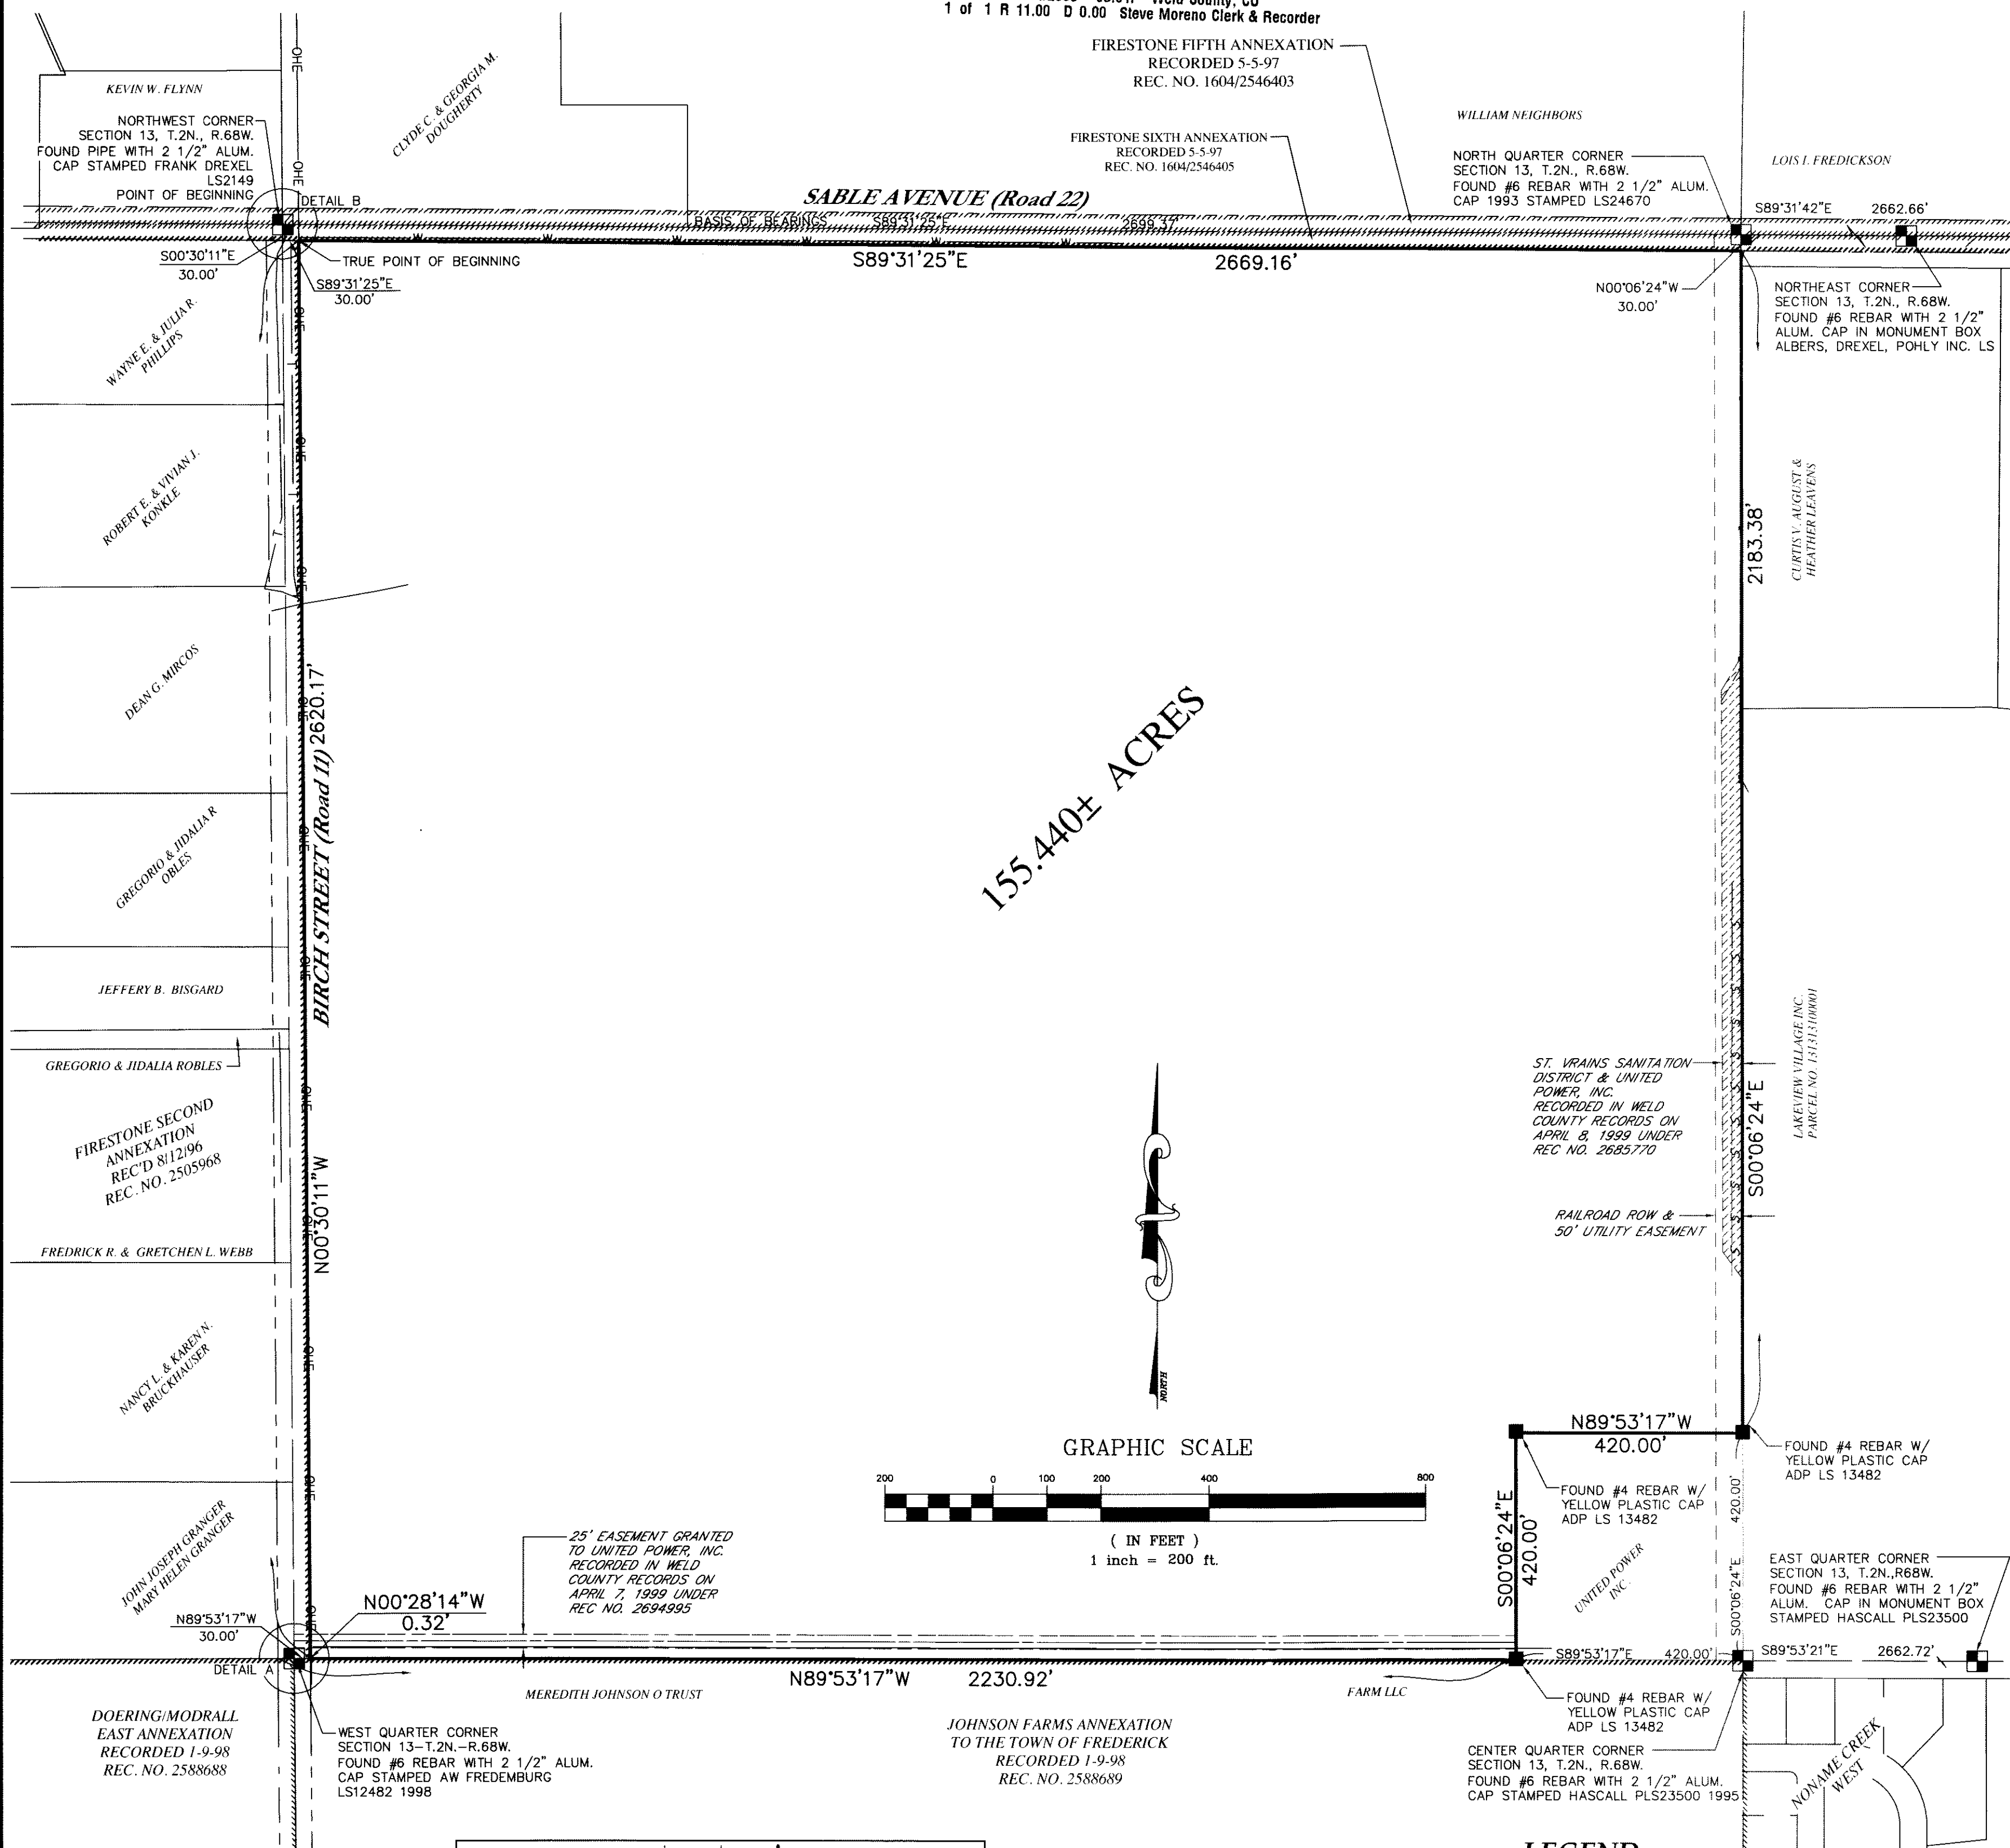 1 of 1 R 11.00 D 0.00 Steve Moreno Clerk & Recorder
FIRESTONE FIFTH ANNEXATION
RECORDED 5-5-97
REC. NO. 1604/2546403
KEVIN W. FLYNN
CLYDE C. & GEORGIA M.
DOUGHERTY
WILLIAM NEIGHBORS
NORTHWEST CORNER
SECTION 13, T.2N., R.68W.
FOUND PIPE WITH 2 1/2" ALUM.
CAP STAMPED FRANK DREXEL
LS2149
POINT OF BEGINNING
OHE
OHE
FIRESTONE SIXTH ANNEXATION
RECORDED 5-5-97
REC. NO. 1604/2546405
NORTH QUARTER CORNER
SECTION 13, T.2N., R.68W.
FOUND #6 REBAR WITH 2 1/2" ALUM.
CAP 1993 STAMPED LS24670
LOIS I. FREDICKSON
DETAIL B
SABLE AVENUE (Road 22)
S89°31'42"E 2662.66'
BASIS OF BEARINGS S89°31'25"E 2699.37'
W W W W W W
S00°30'11"E
30.00'
TRUE POINT OF BEGINNING
S89°31'25"E 2669.16'
S89°31'25"E
30.00'
N00°06'24"W
30.00'
NORTHEAST CORNER
SECTION 13, T.2N., R.68W.
FOUND #6 REBAR WITH 2 1/2"
ALUM. CAP IN MONUMENT BOX
ALBERS, DREXEL, POHLY INC. LS
WAYNE E. & JULIA R.
PHILLIPS
ROBERT E. & VIVIAN J.
KONKLE
CURTIS V. AUGUST &
HEATHER LEAVENS
2183.38'
DEAN G. MIRCOS
BIRCH STREET (Road 11) 2620.17'
155.440± ACRES
GREGORIO & JIDALIA R
OBLES
JEFFERY B. BISGARD
GREGORIO & JIDALIA ROBLES
LAKEVIEW VILLAGE INC.
PARCEL NO. 131313100001
ST. VRAINS SANITATION
DISTRICT & UNITED
POWER, INC.
RECORDED IN WELD
COUNTY RECORDS ON
APRIL 8, 1999 UNDER
REC NO. 2685770
S00°06'24"E
FIRESTONE SECOND
ANNEXATION
REC'D 8/12/96
REC. NO. 2505968
N00°30'11"W
RAILROAD ROW &
50' UTILITY EASEMENT
FREDRICK R. & GRETCHEN L. WEBB
NANCY L. & KAREN N.
BRUCKHAUSER
NORTH
GRAPHIC SCALE
200 0 100 200 400 800
( IN FEET )
1 inch = 200 ft.
N89°53'17"W
420.00'
FOUND #4 REBAR W/
YELLOW PLASTIC CAP
ADP LS 13482
FOUND #4 REBAR W/
YELLOW PLASTIC CAP
ADP LS 13482
S00°06'24"E
420.00'
S00°06'24"E 420.00'
UNITED POWER
INC.
JOHN JOSEPH GRANGER
MARY HELEN GRANGER
25' EASEMENT GRANTED
TO UNITED POWER, INC.
RECORDED IN WELD
COUNTY RECORDS ON
APRIL 7, 1999 UNDER
REC NO. 2694995
EAST QUARTER CORNER
SECTION 13, T.2N.,R68W.
FOUND #6 REBAR WITH 2 1/2"
ALUM. CAP IN MONUMENT BOX
STAMPED HASCALL PLS23500
N00°28'14"W
0.32'
N89°53'17"W
30.00'
DETAIL A
S89°53'17"E 420.00'
S89°53'21"E 2662.72'
N89°53'17"W 2230.92'
MEREDITH JOHNSON O TRUST
FARM LLC
FOUND #4 REBAR W/
YELLOW PLASTIC CAP
ADP LS 13482
DOERING/MODRALL
EAST ANNEXATION
RECORDED 1-9-98
REC. NO. 2588688
WEST QUARTER CORNER
SECTION 13-T.2N.-R.68W.
FOUND #6 REBAR WITH 2 1/2" ALUM.
CAP STAMPED AW FREDEMBURG
LS12482 1998
JOHNSON FARMS ANNEXATION
TO THE TOWN OF FREDERICK
RECORDED 1-9-98
REC. NO. 2588689
CENTER QUARTER CORNER
SECTION 13, T.2N., R.68W.
FOUND #6 REBAR WITH 2 1/2" ALUM.
CAP STAMPED HASCALL PLS23500 1995
NONAME CREEK
WEST